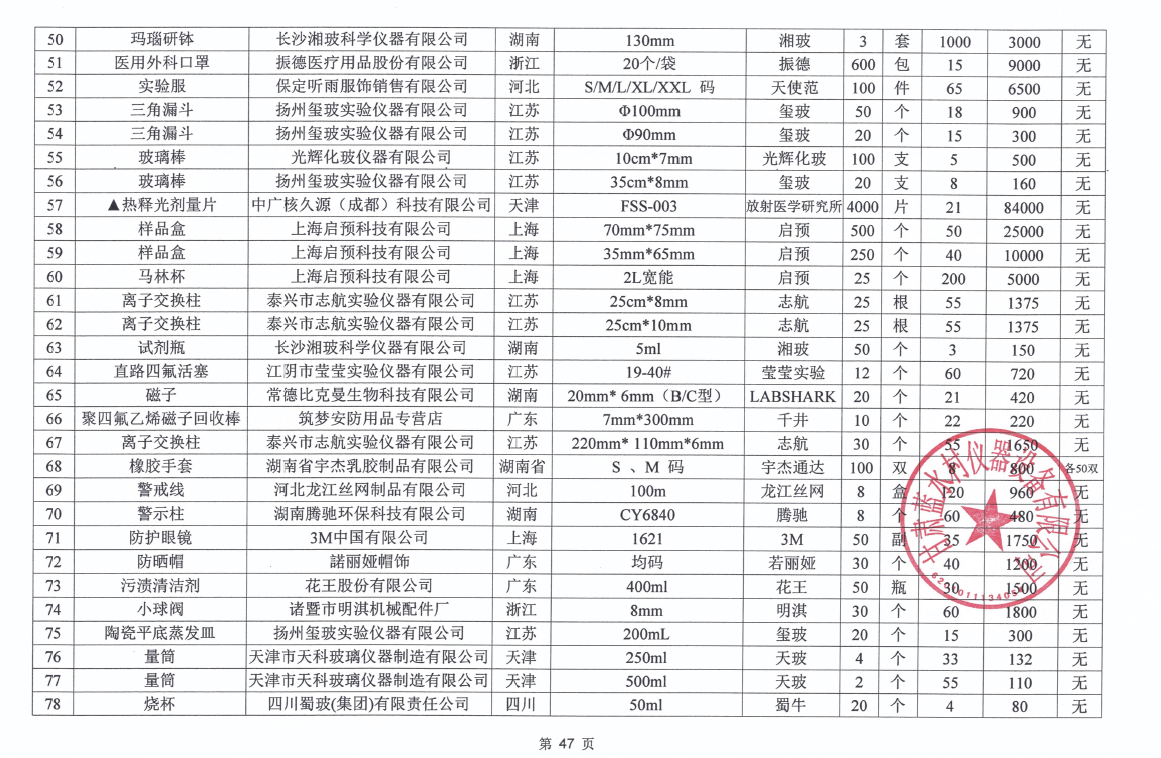 50 玛瑙研钵 长沙湘玻科学仪器有限公司 湖南 130mm 湘玻 3 套 1000 3000 无
51 医用外科口罩 振德医疗用品股份有限公司 浙江 20个/袋 振德 600 包 15 9000 无
52 实验服 保定听雨服饰销售有限公司 河北 S/M/L/XL/XXL 码 天使范 100 件 65 6500 无
53 三角漏斗 扬州玺玻实验仪器有限公司 江苏 Φ100mm 玺玻 50 个 18 900 无
54 三角漏斗 扬州玺玻实验仪器有限公司 江苏 Φ90mm 玺玻 20 个 15 300 无
55 玻璃棒 光辉化玻仪器有限公司 江苏 10cm*7mm 光辉化玻 100 支 5 500 无
56 玻璃棒 扬州玺玻实验仪器有限公司 江苏 35cm*8mm 玺玻 20 支 8 160 无
57 ▲热释光剂量片 中广核久源（成都）科技有限公司 天津 FSS-003 放射医学研究所 4000 片 21 84000 无
58 样品盒 上海启预科技有限公司 上海 70mm*75mm 启预 500 个 50 25000 无
59 样品盒 上海启预科技有限公司 上海 35mm*65mm 启预 250 个 40 10000 无
60 马林杯 上海启预科技有限公司 上海 2L宽能 启预 25 个 200 5000 无
61 离子交换柱 泰兴市志航实验仪器有限公司 江苏 25cm*8mm 志航 25 根 55 1375 无
62 离子交换柱 泰兴市志航实验仪器有限公司 江苏 25cm*10mm 志航 25 根 55 1375 无
63 试剂瓶 长沙湘玻科学仪器有限公司 湖南 5ml 湘玻 50 个 3 150 无
64 直路四氟活塞 江阴市莹莹实验仪器有限公司 江苏 19-40# 莹莹实验 12 个 60 720 无
65 磁子 常德比克曼生物科技有限公司 湖南 20mm* 6mm（B/C型） LABSHARK 20 个 21 420 无
66 聚四氟乙烯磁子回收棒 筑梦安防用品专营店 广东 7mm*300mm 千井 10 个 22 220 无
67 离子交换柱 泰兴市志航实验仪器有限公司 江苏 220mm* 110mm*6mm 志航 30 个 55 1650 无
68 橡胶手套 湖南省宇杰乳胶制品有限公司 湖南省 S 、M 码 宇杰通达 100 双 8 800 各50双
69 警戒线 河北龙江丝网制品有限公司 河北 100m 龙江丝网 8 盒 120 960 无
70 警示柱 湖南腾驰环保科技有限公司 湖南 CY6840 腾驰 8 个 60 480 无
71 防护眼镜 3M中国有限公司 上海 1621 3M 50 副 35 1750 无
72 防晒帽 諾丽娅帽饰 广东 均码 若丽娅 30 个 40 1200 无
73 污渍清洁剂 花王股份有限公司 广东 400ml 花王 50 瓶 30 1500 无
74 小球阀 诸暨市明淇机械配件厂 浙江 8mm 明淇 30 个 60 1800 无
75 陶瓷平底蒸发皿 扬州玺玻实验仪器有限公司 江苏 200mL 玺玻 20 个 15 300 无
76 量筒 天津市天科玻璃仪器制造有限公司 天津 250ml 天玻 4 个 33 132 无
77 量筒 天津市天科玻璃仪器制造有限公司 天津 500ml 天玻 2 个 55 110 无
78 烧杯 四川蜀玻(集团)有限责任公司 四川 50ml 蜀牛 20 个 4 80 无
甘肃蓝水材仪器设备有限公司
第 47 页